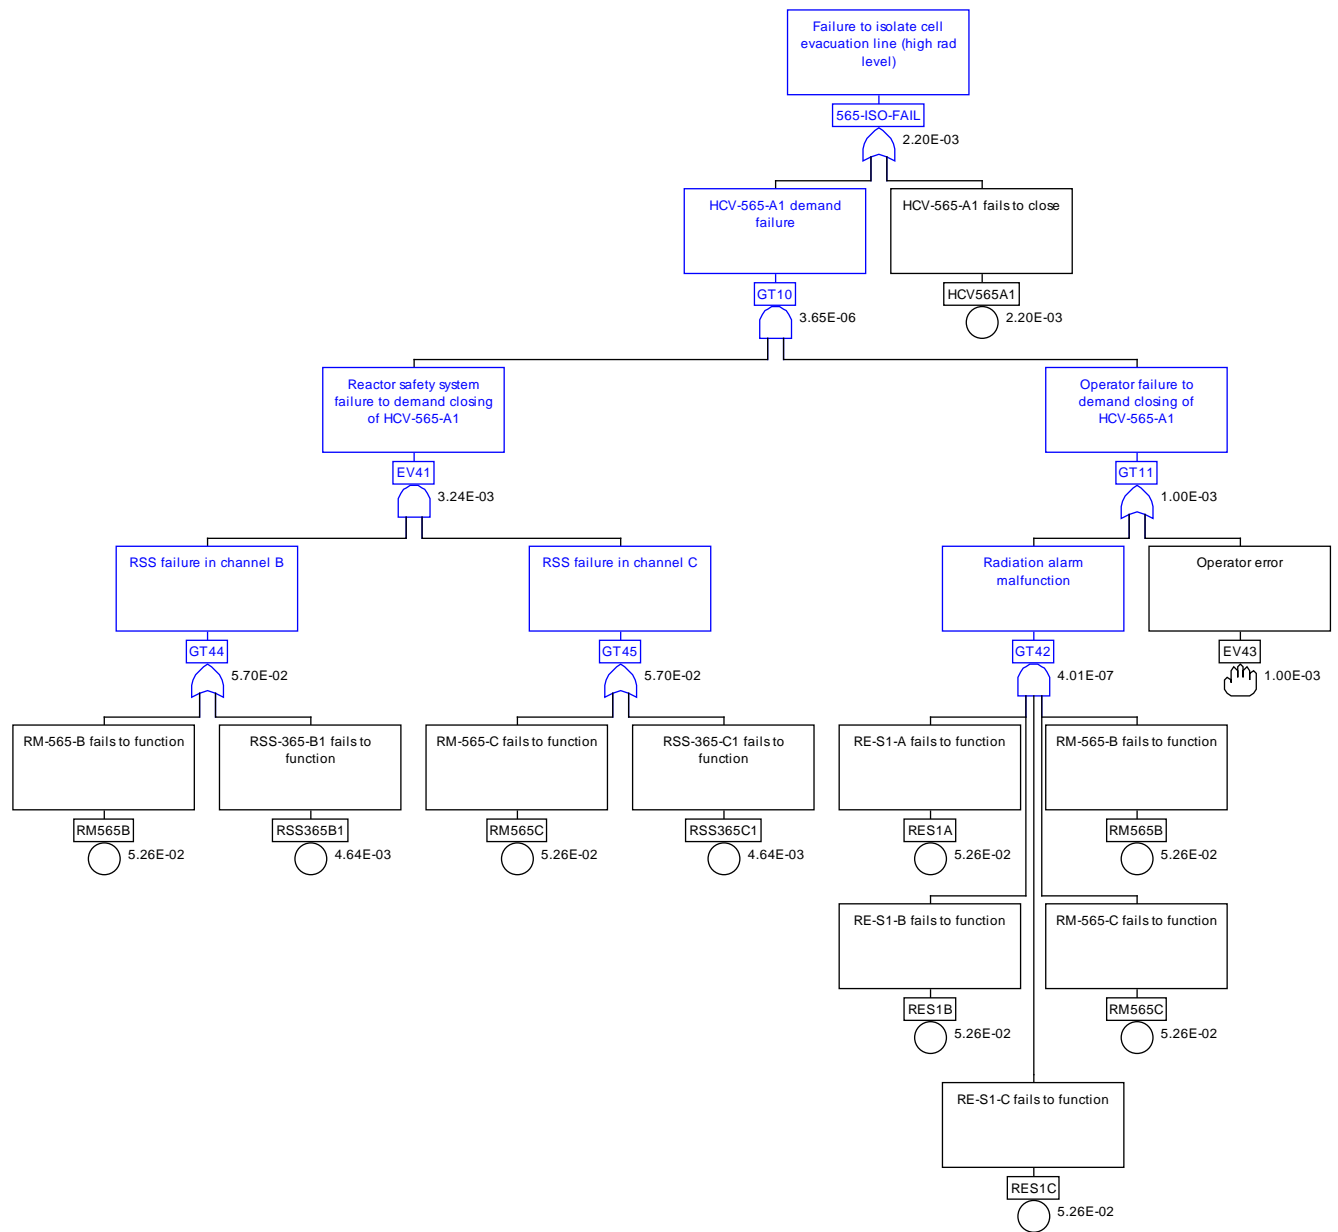 Failure to isolate cell
evacuation line (high rad
level)
565-ISO-FAIL
2.20E-03
HCV-565-A1 demand
failure
GT10
3.65E-06
HCV-565-A1 fails to close
HCV565A1
2.20E-03
Reactor safety system
failure to demand closing
of HCV-565-A1
EV41
3.24E-03
Operator failure to
demand closing of
HCV-565-A1
GT11
1.00E-03
RSS failure in channel B
GT44
5.70E-02
RSS failure in channel C
GT45
5.70E-02
Radiation alarm
malfunction
GT42
4.01E-07
Operator error
EV43
1.00E-03
RM-565-B fails to function
RM565B
5.26E-02
RSS-365-B1 fails to
function
RSS365B1
4.64E-03
RM-565-C fails to function
RM565C
5.26E-02
RSS-365-C1 fails to
function
RSS365C1
4.64E-03
RE-S1-A fails to function
RES1A
5.26E-02
RM-565-B fails to function
RM565B
5.26E-02
RE-S1-B fails to function
RES1B
5.26E-02
RM-565-C fails to function
RM565C
5.26E-02
RE-S1-C fails to function
RES1C
5.26E-02